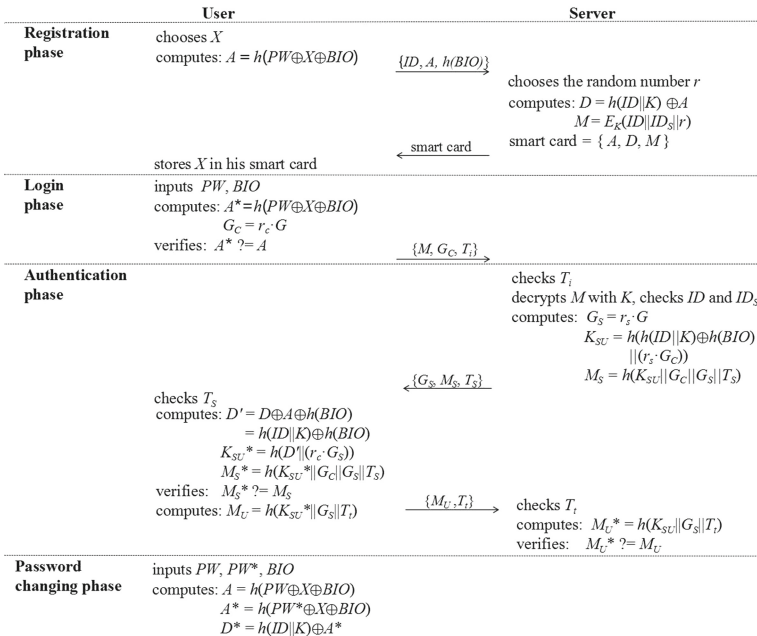 User Server
Registration phase
chooses X
computes: A = h(PW⊕X⊕BIO)
{ID, A, h(BIO)}
chooses the random number r
computes: D = h(ID||K) ⊕A
M = E_K(ID||ID_S||r)
smart card
smart card = { A, D, M }
stores X in his smart card
Login phase
inputs PW, BIO
computes: A*=h(PW⊕X⊕BIO)
G_C = r_c·G
verifies: A* ?= A
{M, G_C, T_i}
Authentication phase
checks T_i
decrypts M with K, checks ID and ID_S
computes: G_S = r_s·G
K_SU = h(h(ID||K)⊕h(BIO)
||(r_s·G_C))
M_S = h(K_SU||G_C||G_S||T_S)
{G_S, M_S, T_S}
checks T_S
computes: D' = D⊕A⊕h(BIO)
= h(ID||K)⊕h(BIO)
K_SU* = h(D'||(r_c·G_S))
M_S* = h(K_SU*||G_C||G_S||T_S)
verifies: M_S* ?= M_S
computes: M_U = h(K_SU*||G_S||T_t)
{M_U ,T_t}
checks T_t
computes: M_U* = h(K_SU||G_S||T_t)
verifies: M_U* ?= M_U
Password changing phase
inputs PW, PW*, BIO
computes: A = h(PW⊕X⊕BIO)
A* = h(PW*⊕X⊕BIO)
D* = h(ID||K)⊕A*